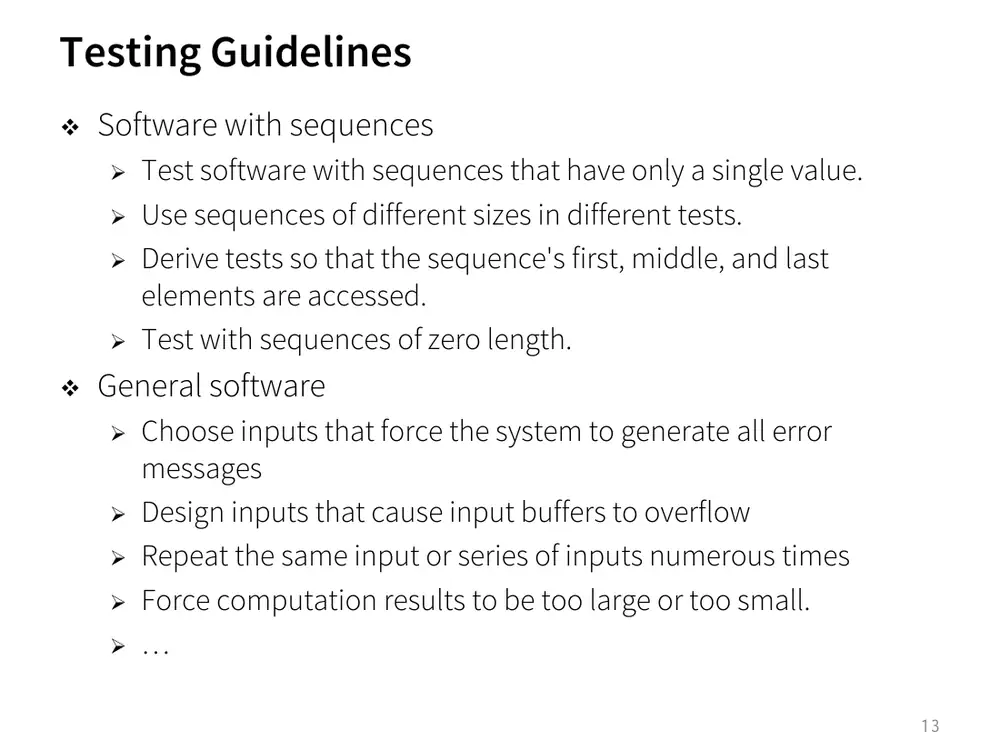 Testing Guidelines
❖ Software with sequences
➢ Test software with sequences that have only a single value.
➢ Use sequences of different sizes in different tests.
➢ Derive tests so that the sequence's first, middle, and last
elements are accessed.
➢ Test with sequences of zero length.
❖ General software
➢ Choose inputs that force the system to generate all error
messages
➢ Design inputs that cause input buffers to overflow
➢ Repeat the same input or series of inputs numerous times
➢ Force computation results to be too large or too small.
➢ …
13